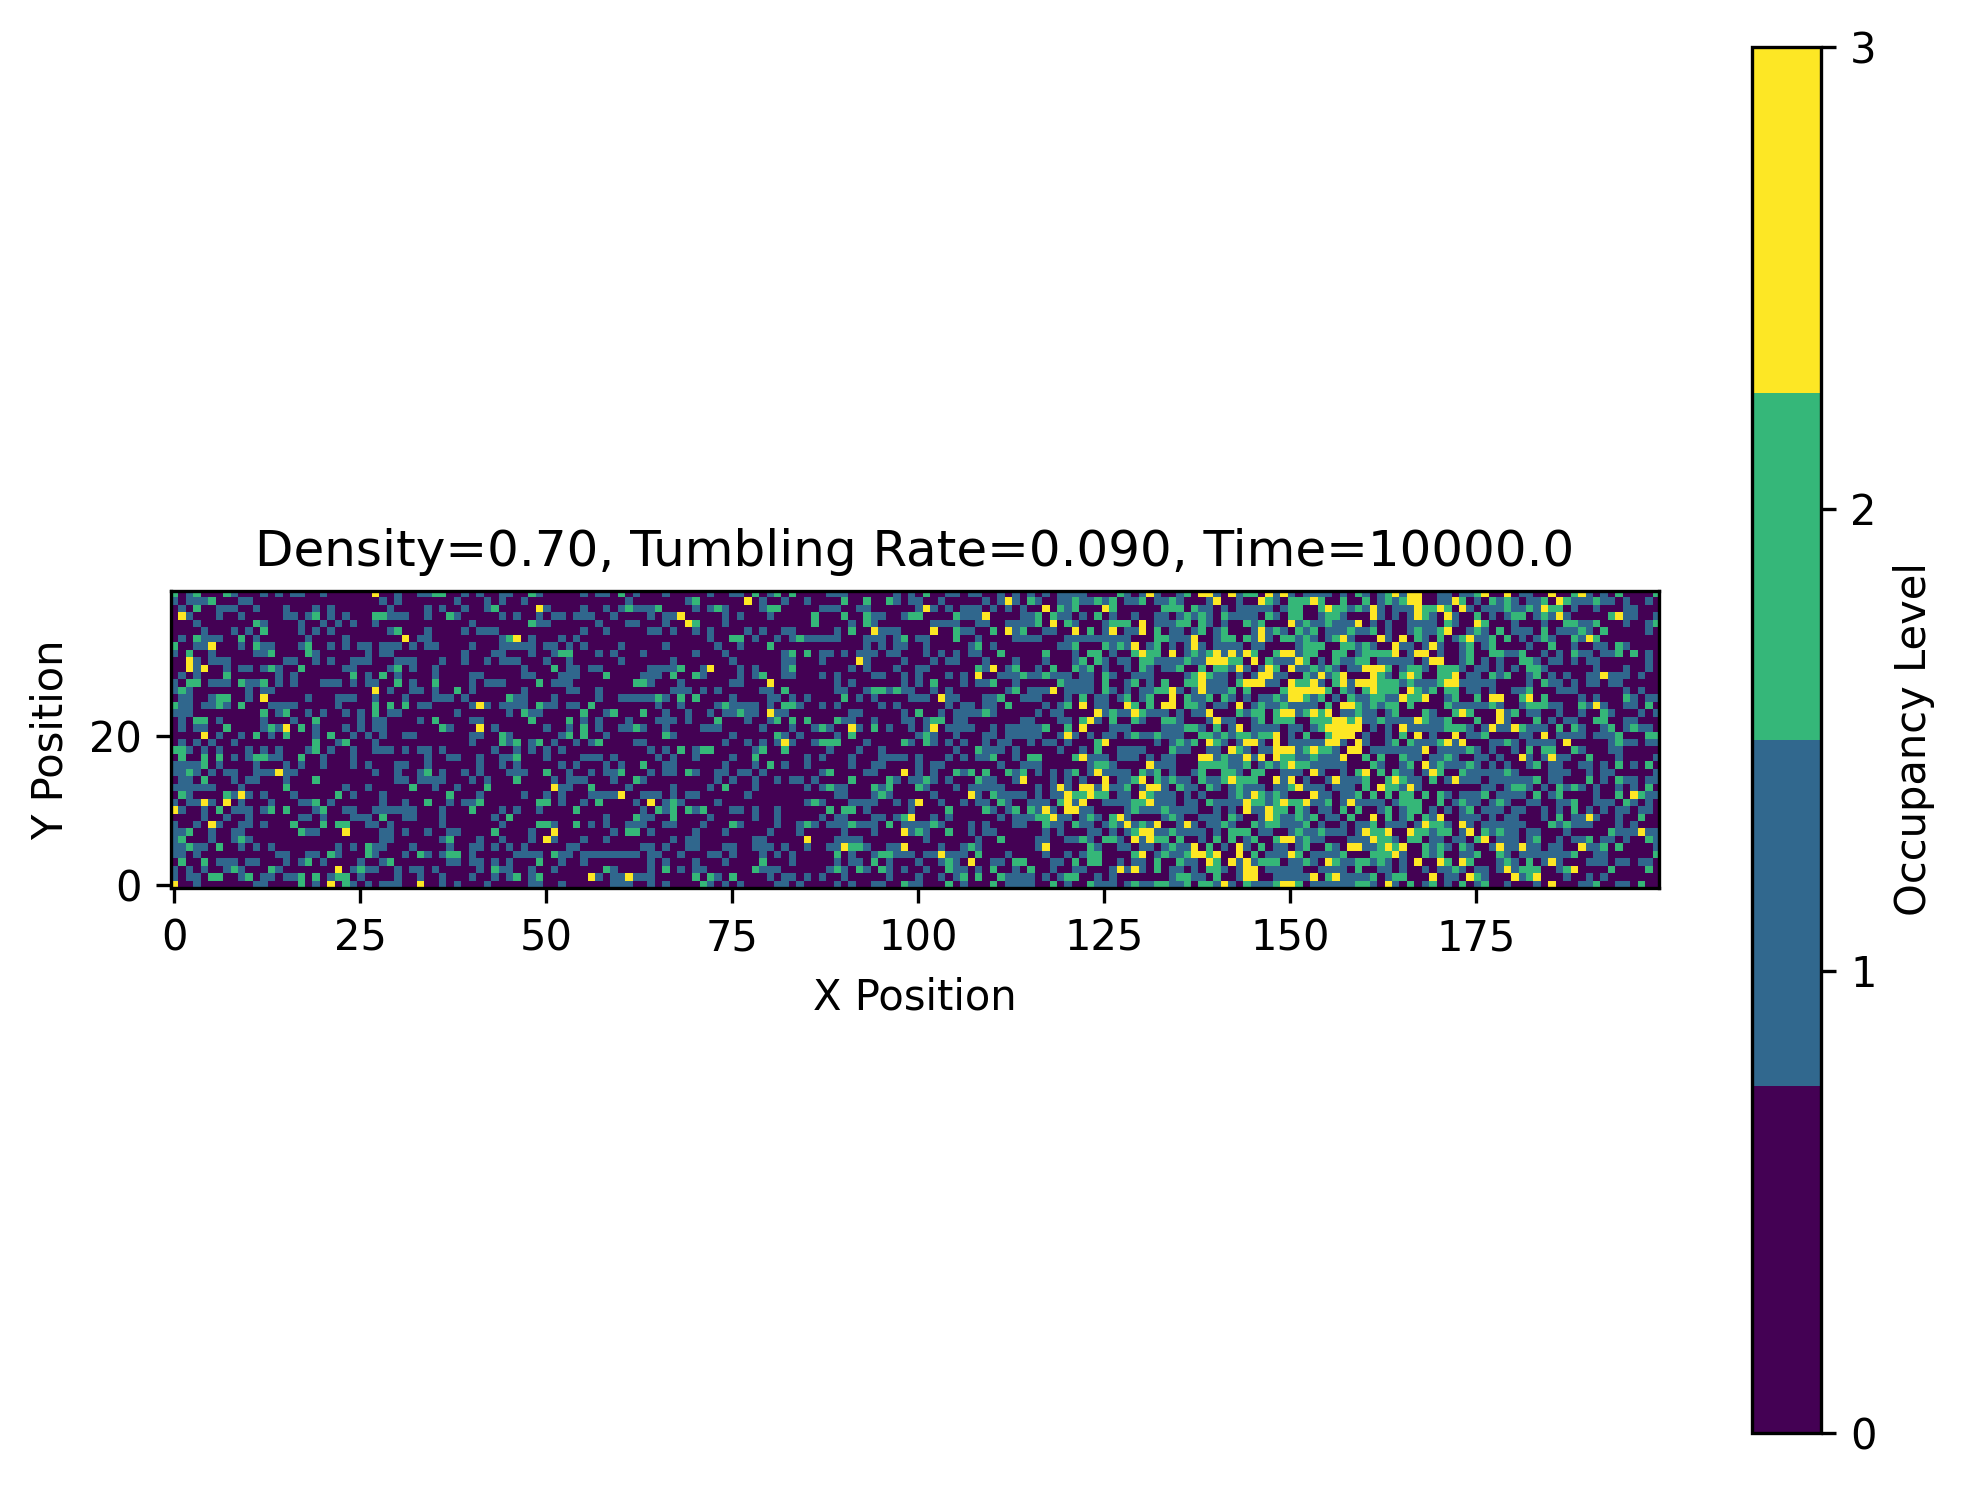 Density=0.70, Tumbling Rate=0.090, Time=10000.0
Y Position
20
0
0 25 50 75 100 125 150 175
X Position
3
2
1
0
Occupancy Level